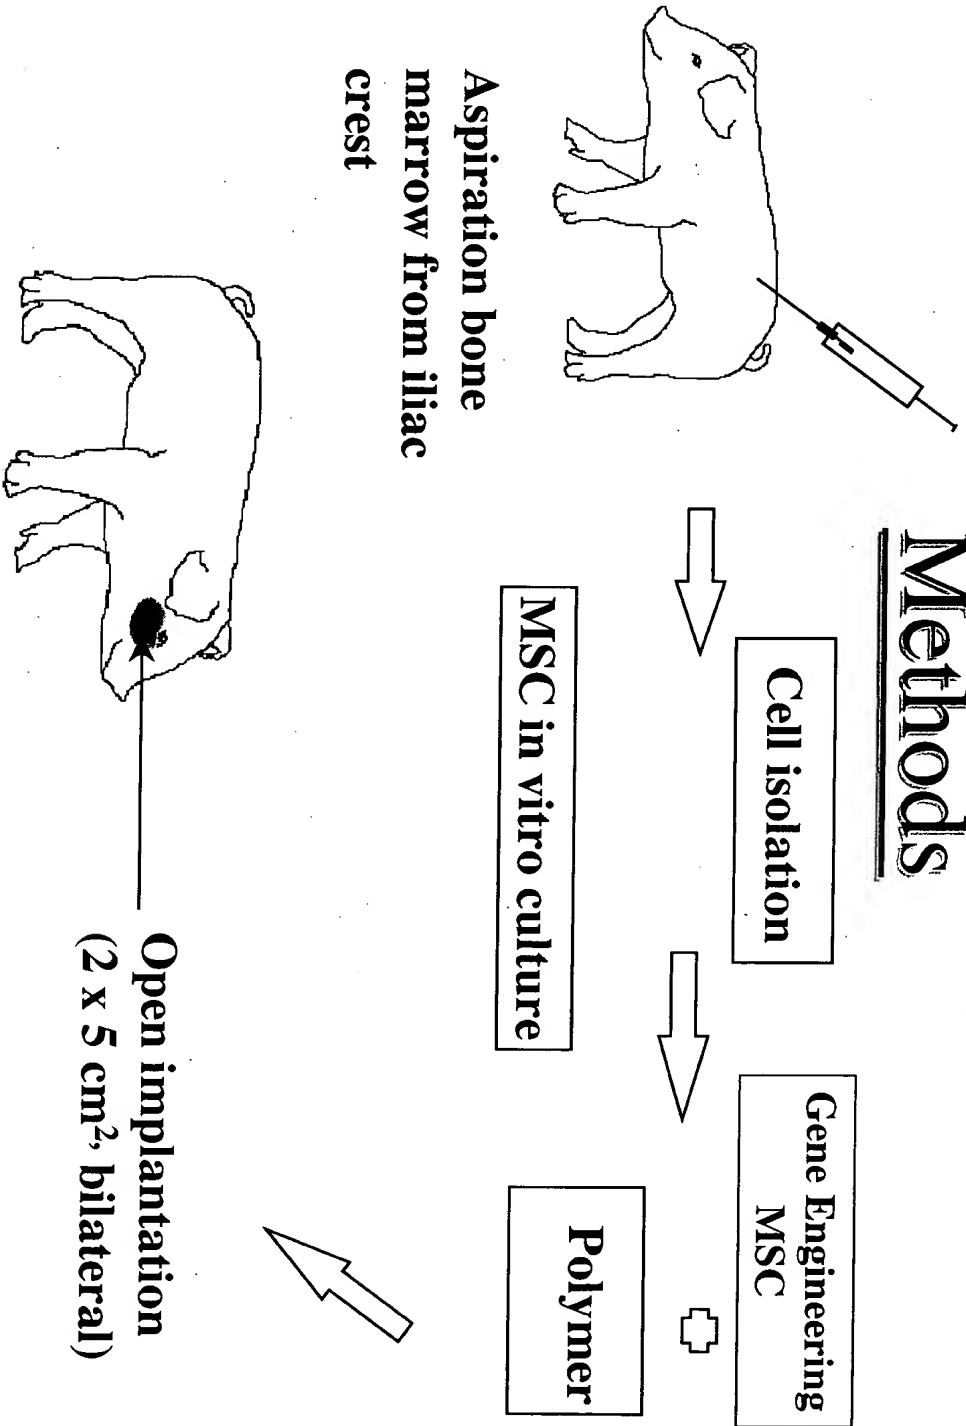 Methods
Aspiration bone
marrow from iliac
crest
Cell isolation
MSC in vitro culture
Gene Engineering
MSC
Polymer
Open implantation
(2 x 5 cm², bilateral)